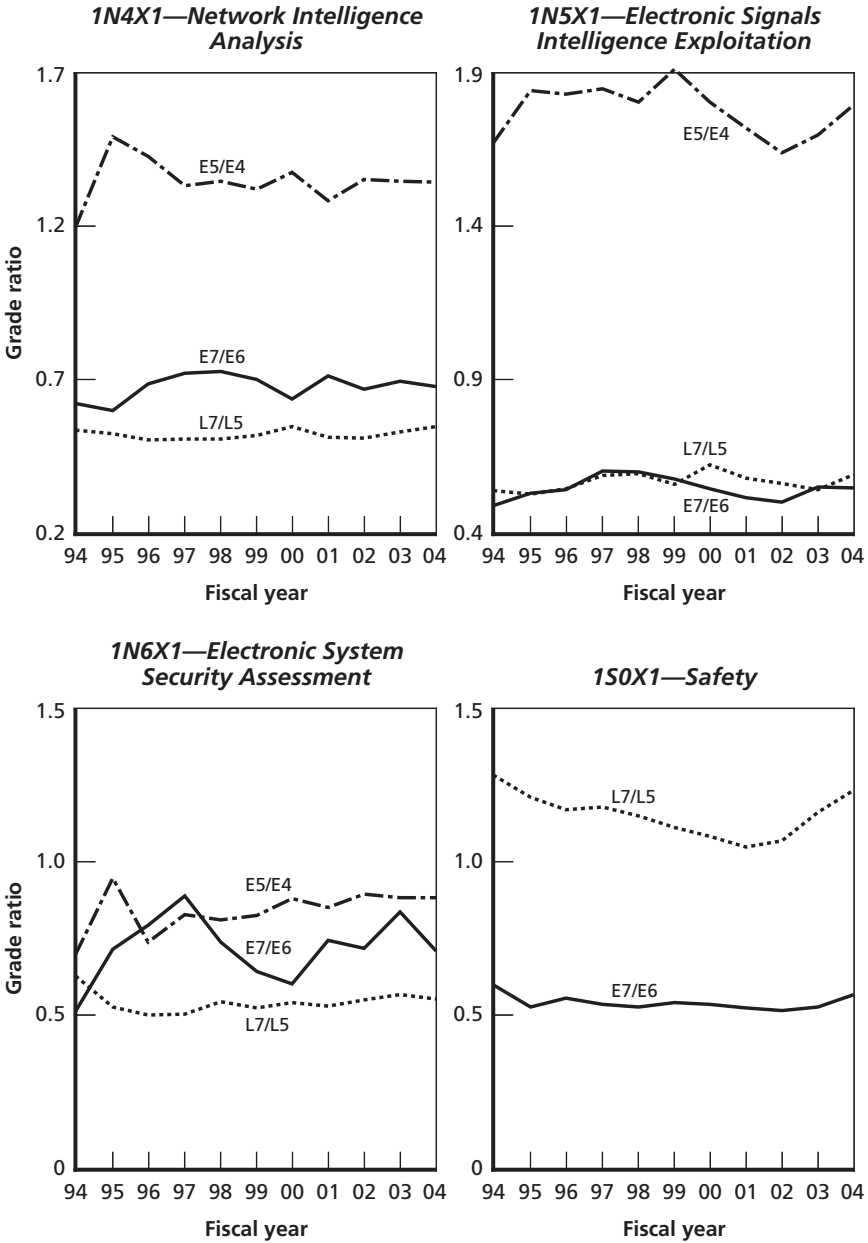 1N4X1—Network Intelligence
Analysis
1.7
1.2
0.7
0.2
Grade ratio
E5/E4
E7/E6
L7/L5
94 95 96 97 98 99 00 01 02 03 04
Fiscal year
1N5X1—Electronic Signals
Intelligence Exploitation
1.9
1.4
0.9
0.4
E5/E4
L7/L5
E7/E6
94 95 96 97 98 99 00 01 02 03 04
Fiscal year
1N6X1—Electronic System
Security Assessment
1.5
1.0
0.5
0
Grade ratio
E5/E4
E7/E6
L7/L5
94 95 96 97 98 99 00 01 02 03 04
Fiscal year
1S0X1—Safety
1.5
1.0
0.5
0
L7/L5
E7/E6
94 95 96 97 98 99 00 01 02 03 04
Fiscal year